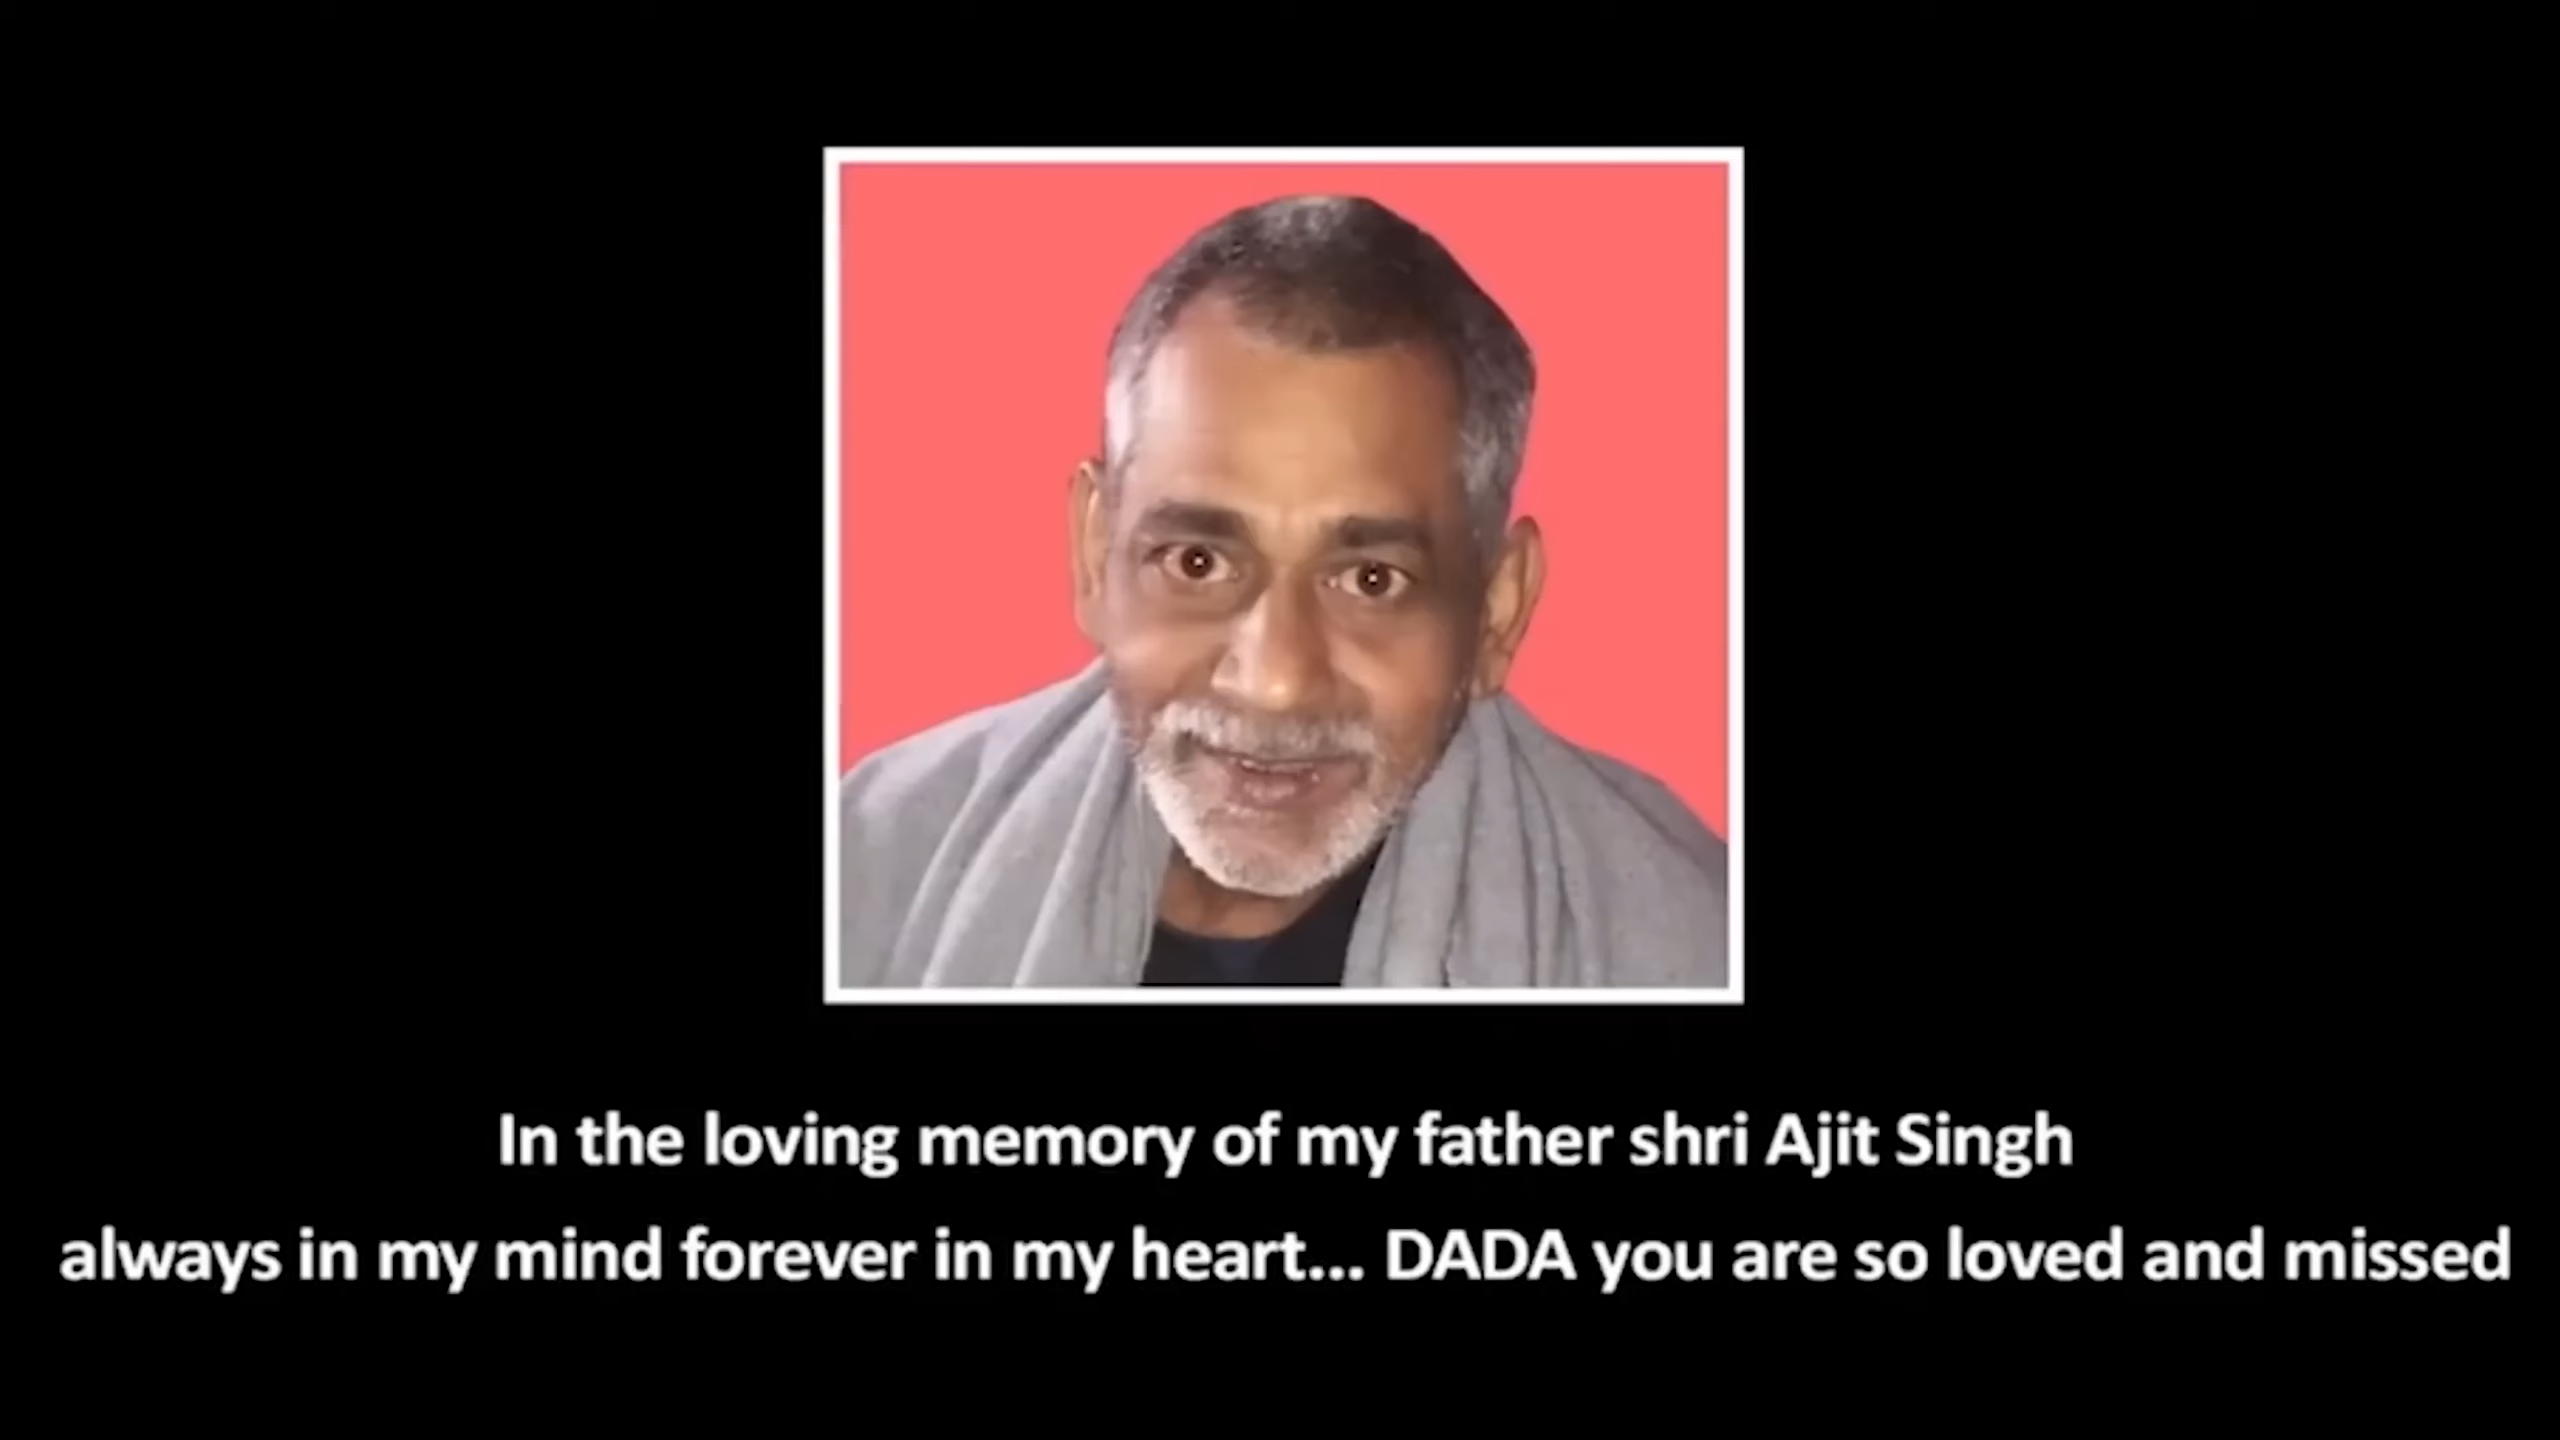 In the loving memory of my father shri Ajit Singh
always in my mind forever in my heart... DADA you are so loved and missed